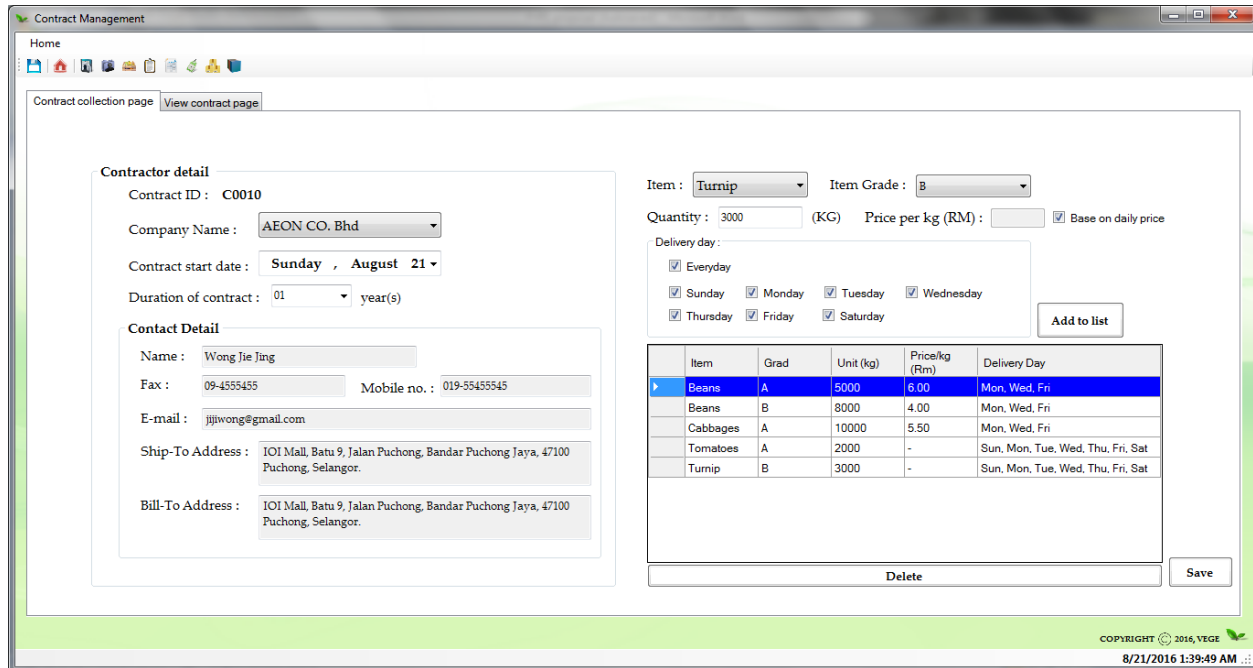 Contract Management
Home
Contract collection page
View contract page
Contractor detail
Contract ID : C0010
Company Name : AEON CO. Bhd
Contract start date : Sunday , August 21
Duration of contract : 01 year(s)
Contact Detail
Name : Wong Jie Jing
Fax : 09-4555455 Mobile no. : 019-55455545
E-mail : jijiwong@gmail.com
Ship-To Address : IOI Mall, Batu 9, Jalan Puchong, Bandar Puchong Jaya, 47100
Puchong, Selangor.
Bill-To Address : IOI Mall, Batu 9, Jalan Puchong, Bandar Puchong Jaya, 47100
Puchong, Selangor.
Item : Turnip Item Grade : B
Quantity : 3000 (KG) Price per kg (RM) : Base on daily price
Delivery day :
Everyday
Sunday Monday Tuesday Wednesday
Thursday Friday Saturday
Add to list
Item Grad Unit (kg) Price/kg (Rm) Delivery Day
Beans A 5000 6.00 Mon, Wed, Fri
Beans B 8000 4.00 Mon, Wed, Fri
Cabbages A 10000 5.50 Mon, Wed, Fri
Tomatoes A 2000 - Sun, Mon, Tue, Wed, Thu, Fri, Sat
Turnip B 3000 - Sun, Mon, Tue, Wed, Thu, Fri, Sat
Delete
Save
COPYRIGHT © 2016, VEGE
8/21/2016 1:39:49 AM